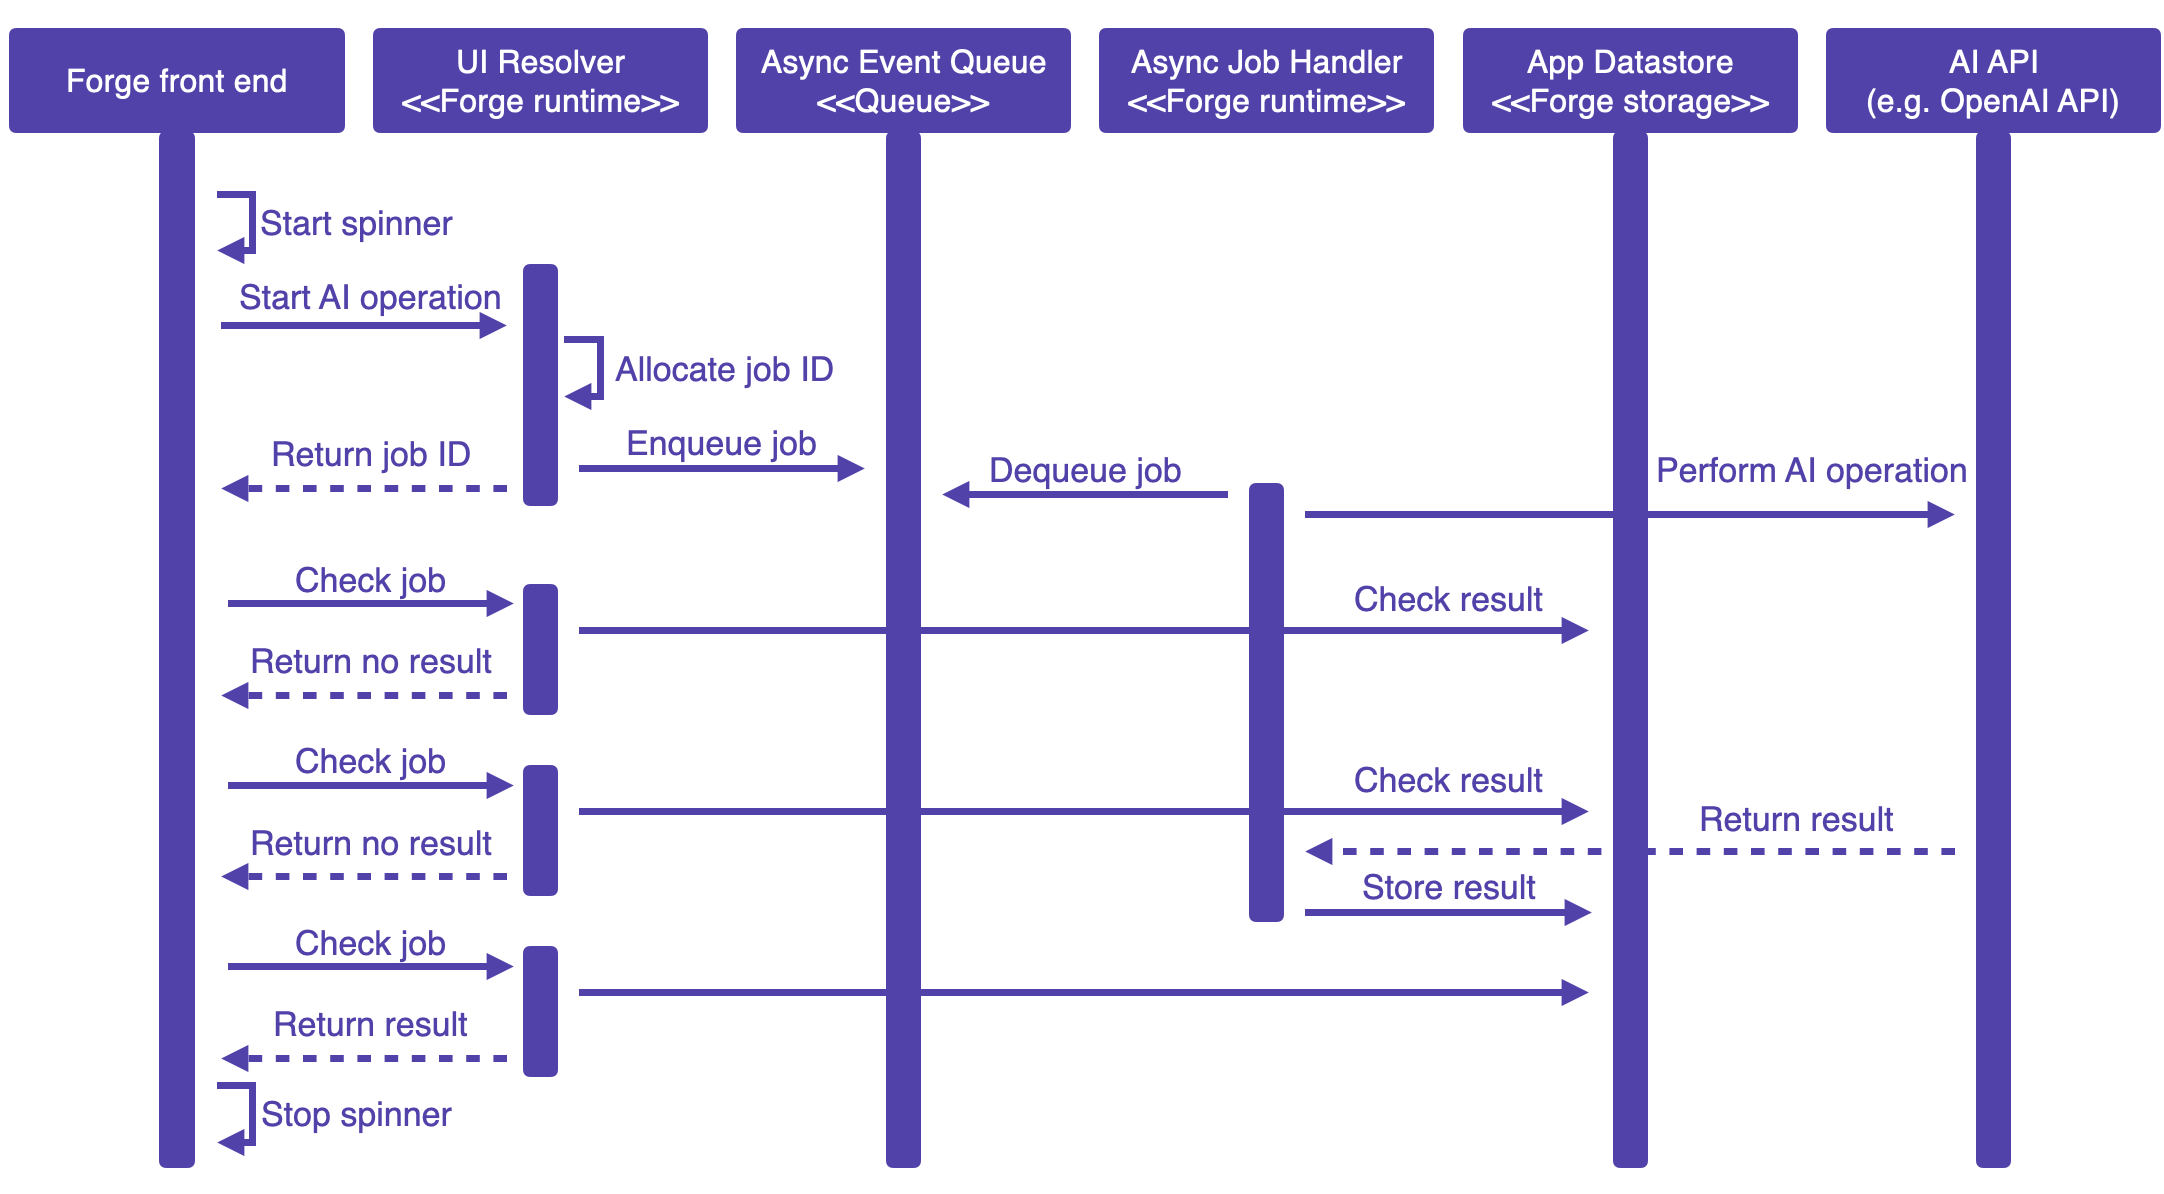 Forge front end
UI Resolver
<<Forge runtime>>
Async Event Queue
<<Queue>>
Async Job Handler
<<Forge runtime>>
App Datastore
<<Forge storage>>
AI API
(e.g. OpenAI API)
Start spinner
Start AI operation
Allocate job ID
Enqueue job
Return job ID
Dequeue job
Perform AI operation
Check job
Check result
Return no result
Check job
Check result
Return result
Return no result
Store result
Check job
Return result
Stop spinner